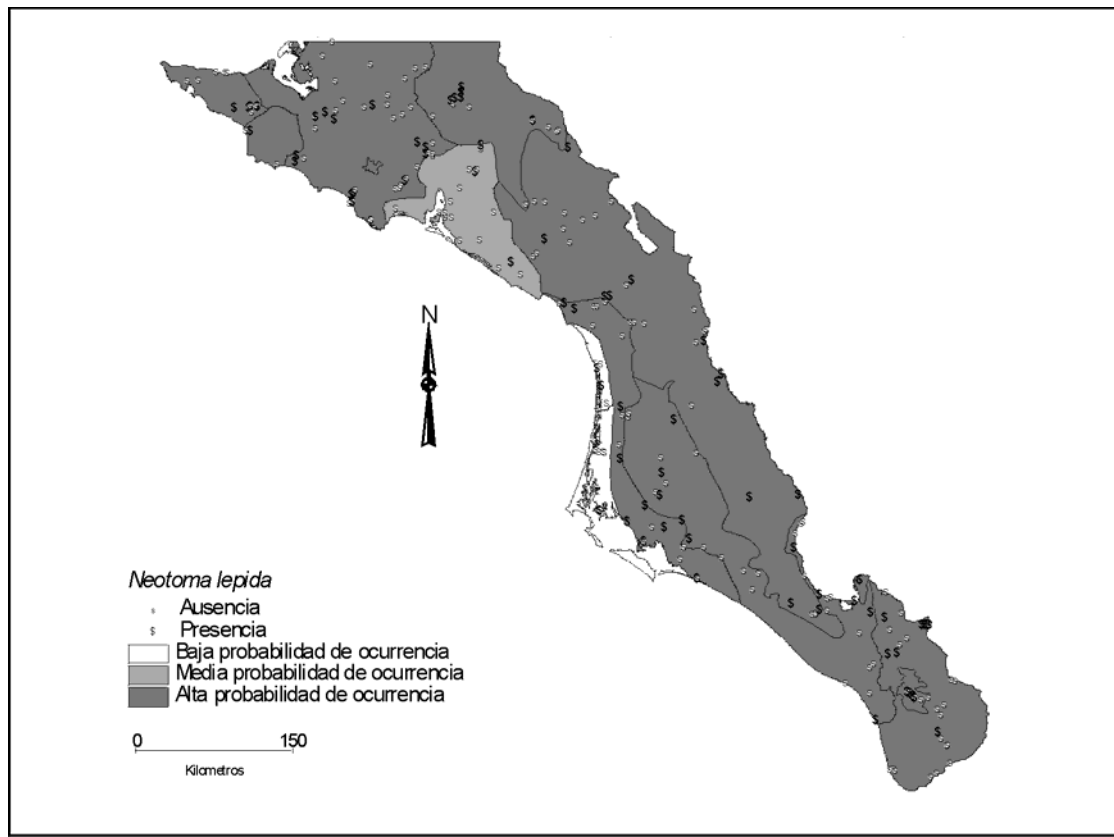 N
Neotoma lepida
s Ausencia
$ Presencia
Baja probabilidad de ocurrencia
Media probabilidad de ocurrencia
Alta probabilidad de ocurrencia
0 150
Kilometros